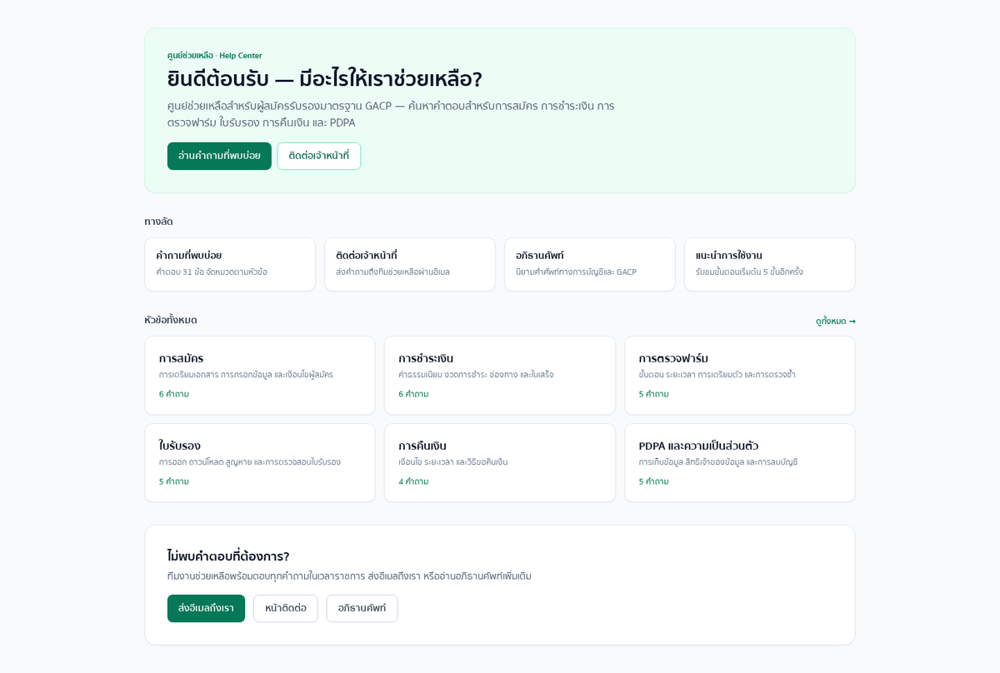 ศูนย์ช่วยเหลือ · Help Center
ยินดีต้อนรับ — มีอะไรให้เราช่วยเหลือ?
ศูนย์ช่วยเหลือสำหรับผู้สมัครรับรองมาตรฐาน GACP — ค้นหาคำตอบสำหรับการสมัคร การชำระเงิน การ
ตรวจฟาร์ม ใบรับรอง การคืนเงิน และ PDPA
อ่านคำถามที่พบบ่อย
ติดต่อเจ้าหน้าที่
ทางลัด
คำถามที่พบบ่อย
คำตอบ 31 ข้อ จัดหมวดตามหัวข้อ
ติดต่อเจ้าหน้าที่
ส่งคำถามถึงทีมช่วยเหลือผ่านอีเมล
อภิธานศัพท์
นิยามคำศัพท์ทางการบัญชีและ GACP
แนะนำการใช้งาน
รับชมขั้นตอนเริ่มต้น 5 ขั้นอีกครั้ง
หัวข้อทั้งหมด
ดูทั้งหมด →
การสมัคร
การเตรียมเอกสาร การกรอกข้อมูล และเงื่อนไขผู้สมัคร
6 คำถาม
การชำระเงิน
ค่าธรรมเนียม งวดการชำระ ช่องทาง และใบเสร็จ
6 คำถาม
การตรวจฟาร์ม
ขั้นตอน ระยะเวลา การเตรียมตัว และการตรวจซ้ำ
5 คำถาม
ใบรับรอง
การออก ดาวน์โหลด สูญหาย และการตรวจสอบใบรับรอง
5 คำถาม
การคืนเงิน
เงื่อนไข ระยะเวลา และวิธีขอคืนเงิน
4 คำถาม
PDPA และความเป็นส่วนตัว
การเก็บข้อมูล สิทธิเจ้าของข้อมูล และการลบบัญชี
5 คำถาม
ไม่พบคำตอบที่ต้องการ?
ทีมงานช่วยเหลือพร้อมตอบทุกคำถามในเวลาราชการ ส่งอีเมลถึงเรา หรืออ่านอภิธานศัพท์เพิ่มเติม
ส่งอีเมลถึงเรา
หน้าติดต่อ
อภิธานศัพท์